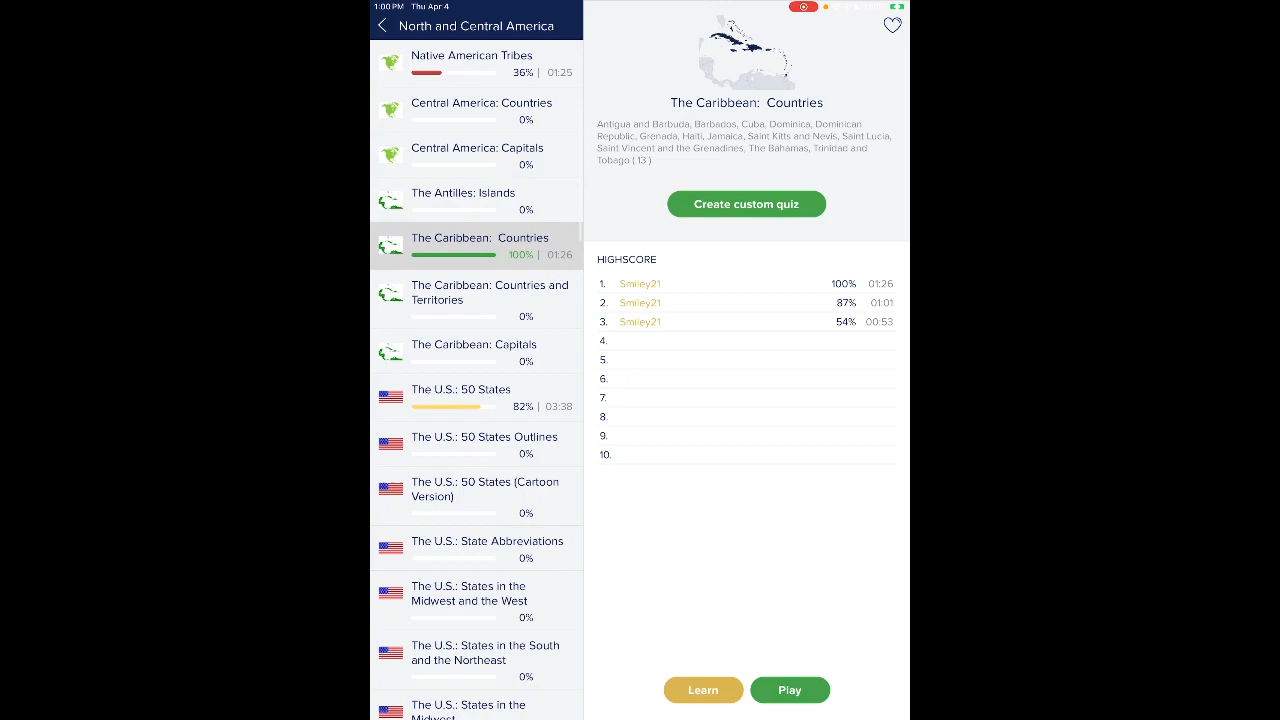 1:00 PM Thu Apr 4
North and Central America
Native American Tribes
36% | 01:25
Central America: Countries
0%
Central America: Capitals
0%
The Antilles: Islands
0%
The Caribbean: Countries
100% | 01:26
The Caribbean: Countries and
Territories
0%
The Caribbean: Capitals
0%
The U.S.: 50 States
82% | 03:38
The U.S.: 50 States Outlines
0%
The U.S.: 50 States (Cartoon
Version)
0%
The U.S.: State Abbreviations
0%
The U.S.: States in the
Midwest and the West
0%
The U.S.: States in the South
and the Northeast
0%
The U.S.: States in the
Midwest
The Caribbean: Countries
Antigua and Barbuda, Barbados, Cuba, Dominica, Dominican
Republic, Grenada, Haiti, Jamaica, Saint Kitts and Nevis, Saint Lucia,
Saint Vincent and the Grenadines, The Bahamas, Trinidad and
Tobago ( 13 )
Create custom quiz
HIGHSCORE
1. Smiley21 100% 01:26
2. Smiley21 87% 01:01
3. Smiley21 54% 00:53
4.
5.
6.
7.
8.
9.
10.
Learn Play